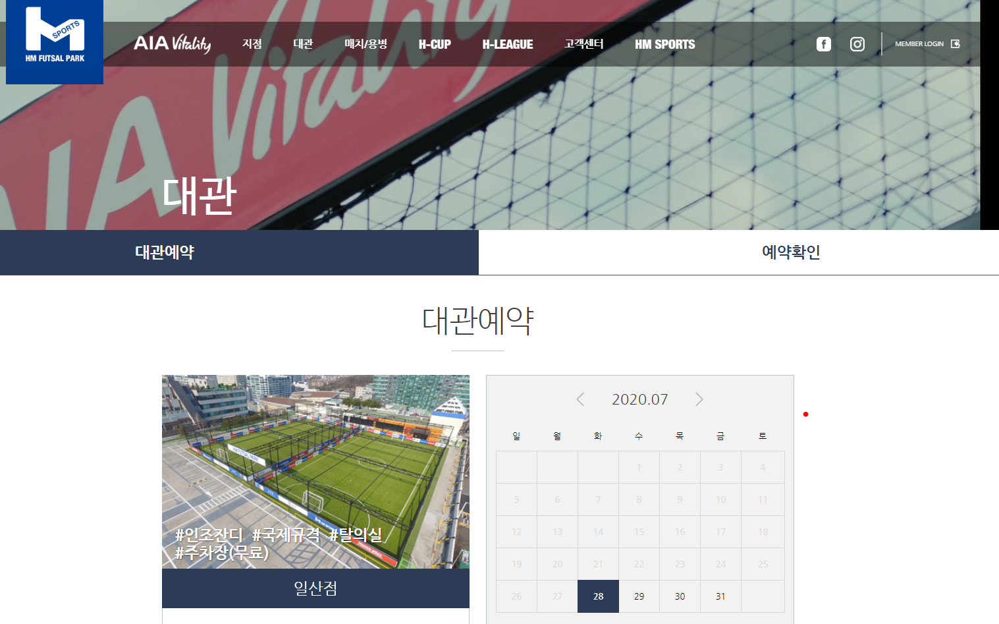 SPORTS
HM FUTSAL PARK
AIA Vitality 지점 대관 매치/용병 H-CUP H-LEAGUE 고객센터 HM SPORTS MEMBER LOGIN
AIA Vitality
대관
대관예약 예약확인
대관예약
HM FUTSAL PARK
#인조잔디 #국제규격 #탈의실
#주차장(무료)
일산점
2020.07
일 월 화 수 목 금 토
1 2 3 4
5 6 7 8 9 10 11
12 13 14 15 16 17 18
19 20 21 22 23 24 25
26 27 28 29 30 31